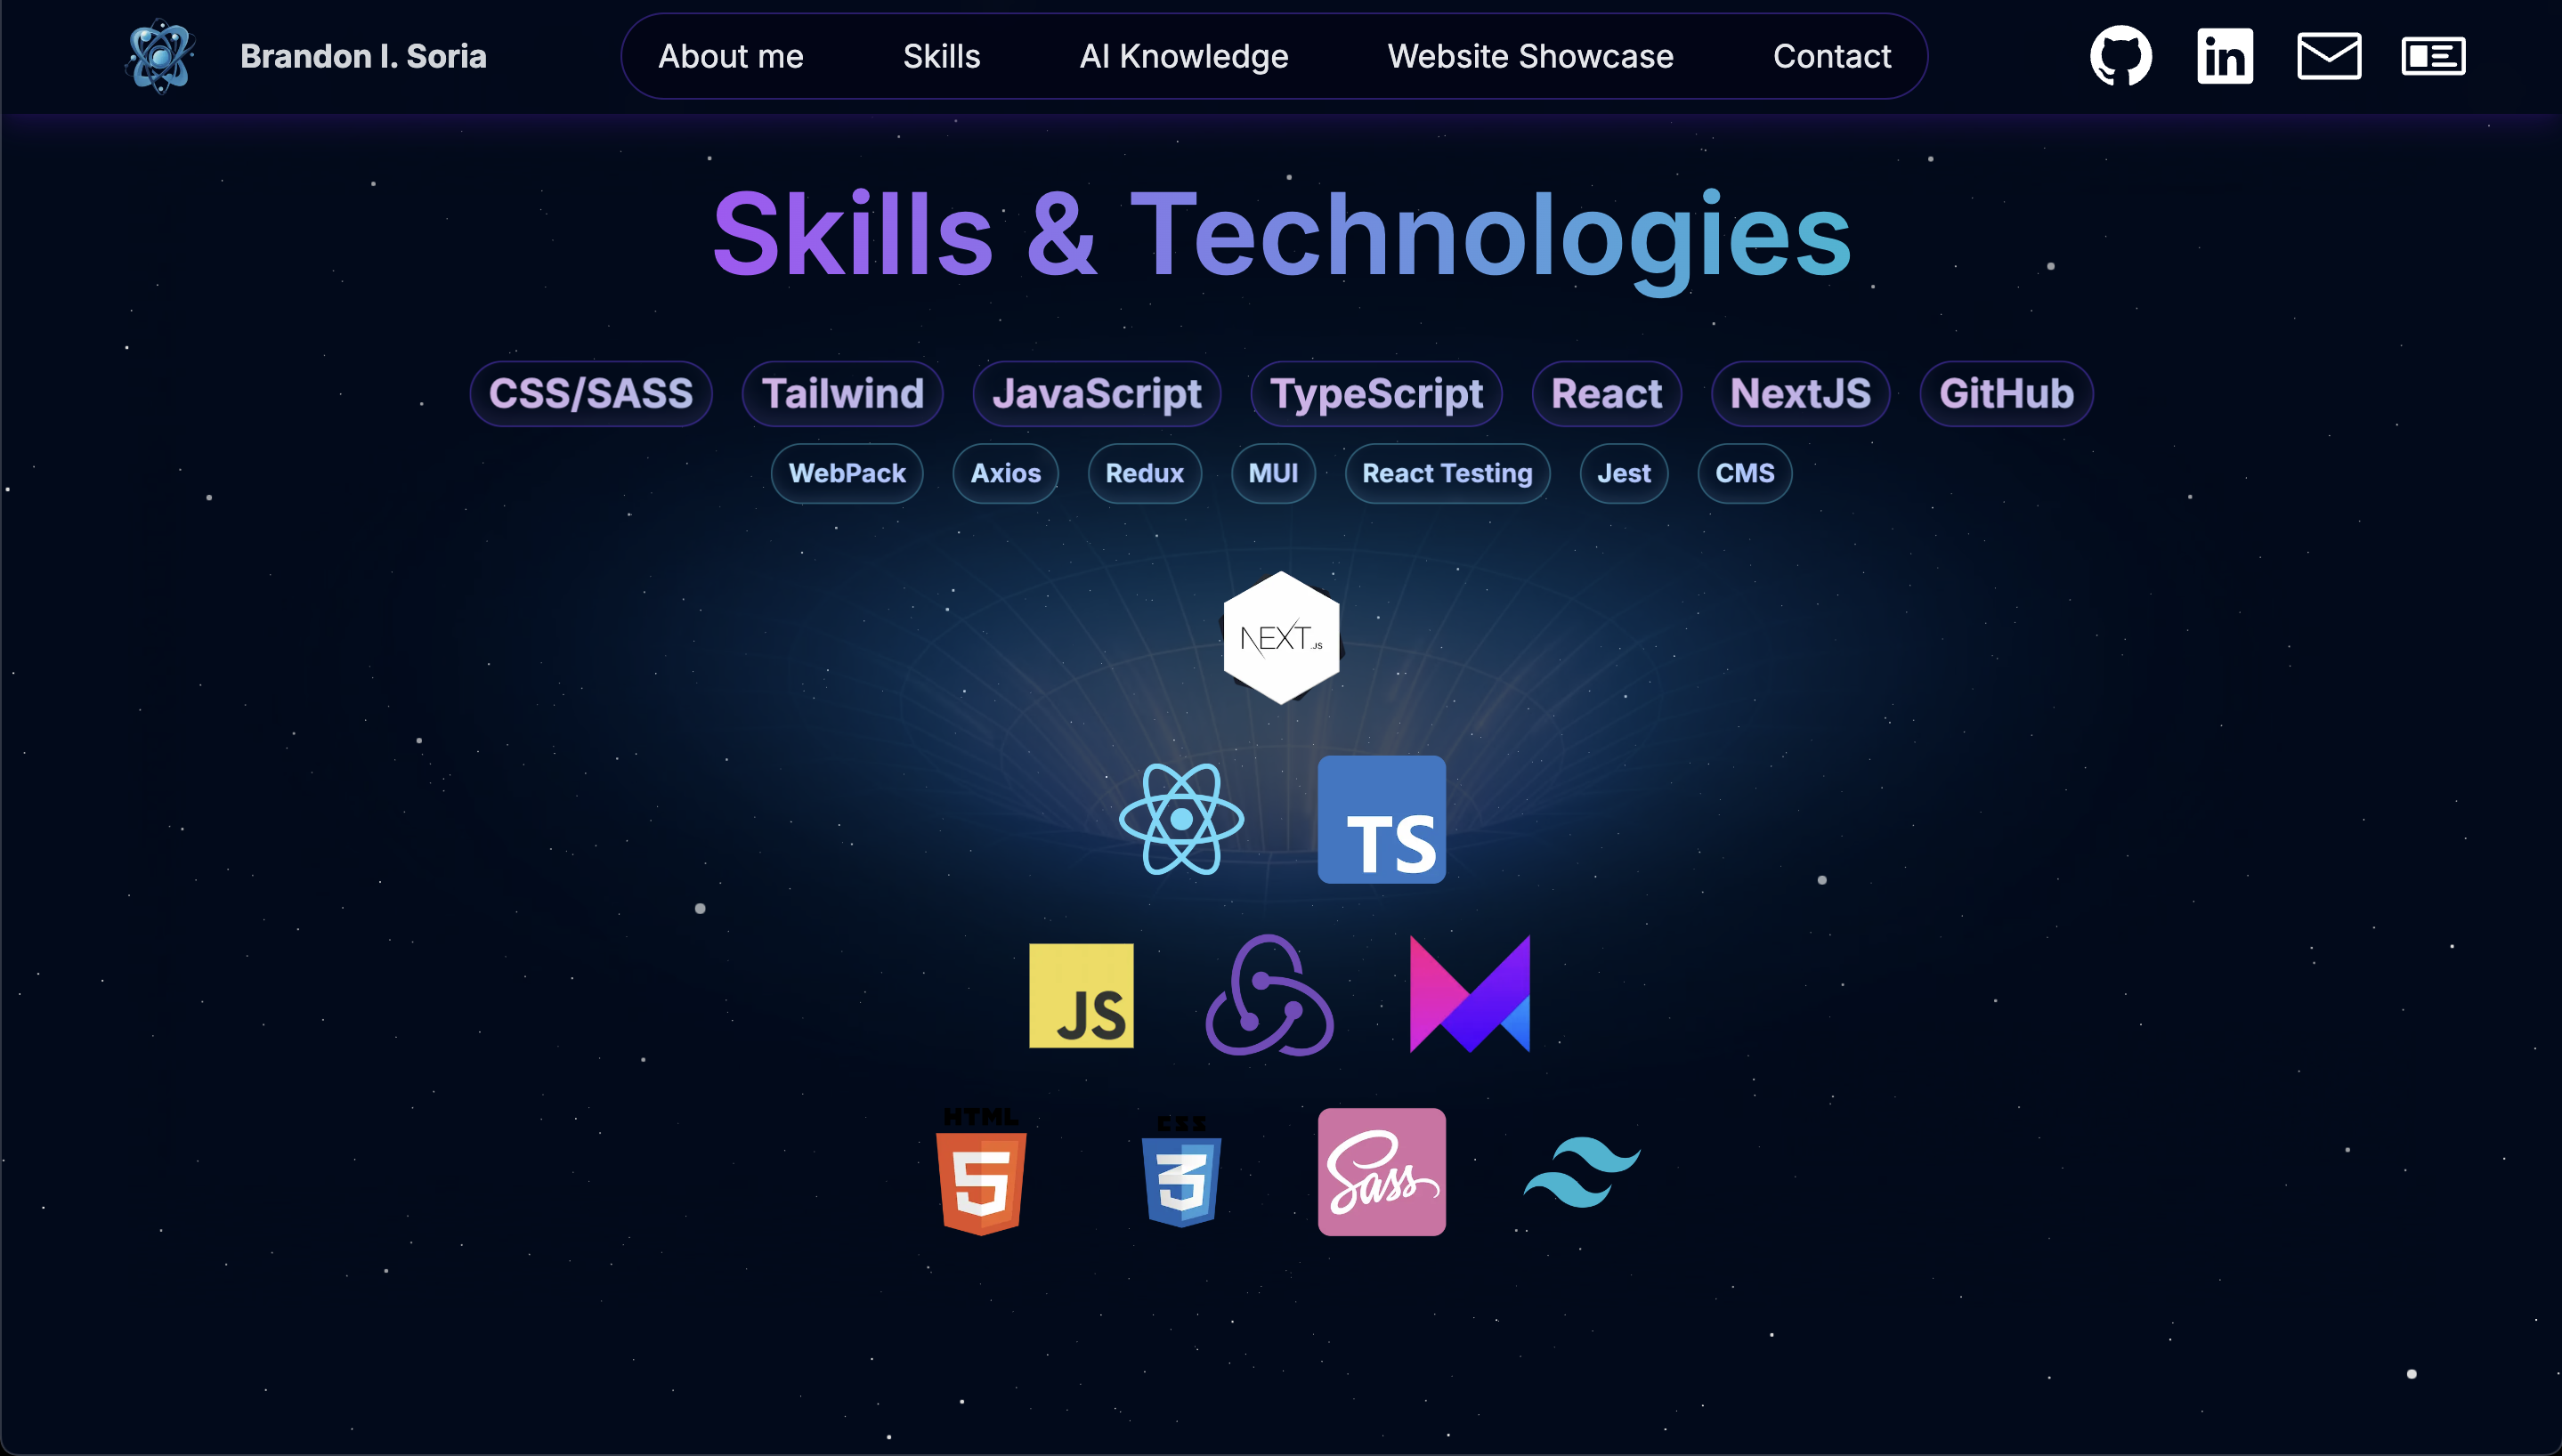 Brandon I. Soria
About me Skills AI Knowledge Website Showcase Contact
in
Skills & Technologies
CSS/SASS Tailwind JavaScript TypeScript React NextJS GitHub
WebPack Axios Redux MUI React Testing Jest CMS
NEXT.JS
TS
JS
HTML CSS
5 3 Sass